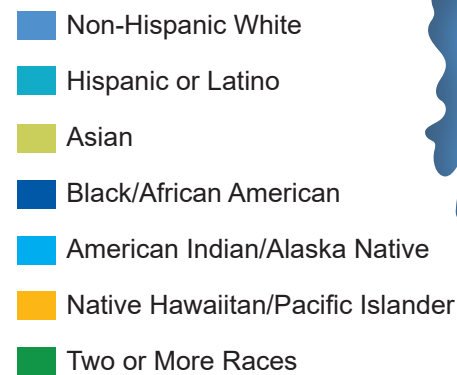 Non-Hispanic White
Hispanic or Latino
Asian
Black/African American
American Indian/Alaska Native
Native Hawaiitan/Pacific Islander
Two or More Races